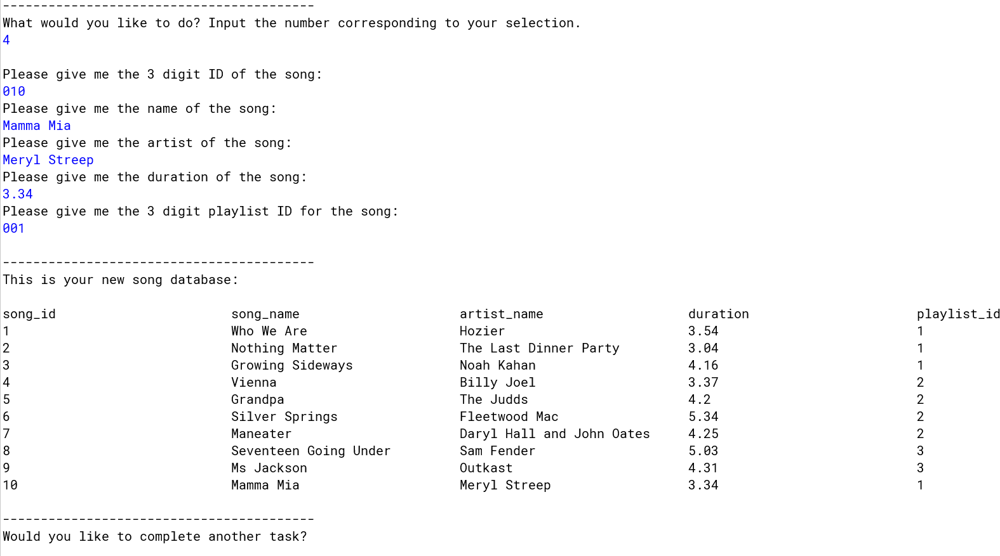 -----------------------------------------
What would you like to do? Input the number corresponding to your selection.
4
Please give me the 3 digit ID of the song:
010
Please give me the name of the song:
Mamma Mia
Please give me the artist of the song:
Meryl Streep
Please give me the duration of the song:
3.34
Please give me the 3 digit playlist ID for the song:
001
-----------------------------------------
This is your new song database:
song_id song_name artist_name duration playlist_id
1 Who We Are Hozier 3.54 1
2 Nothing Matter The Last Dinner Party 3.04 1
3 Growing Sideways Noah Kahan 4.16 1
4 Vienna Billy Joel 3.37 2
5 Grandpa The Judds 4.2 2
6 Silver Springs Fleetwood Mac 5.34 2
7 Maneater Daryl Hall and John Oates 4.25 2
8 Seventeen Going Under Sam Fender 5.03 3
9 Ms Jackson Outkast 4.31 3
10 Mamma Mia Meryl Streep 3.34 1
-----------------------------------------
Would you like to complete another task?